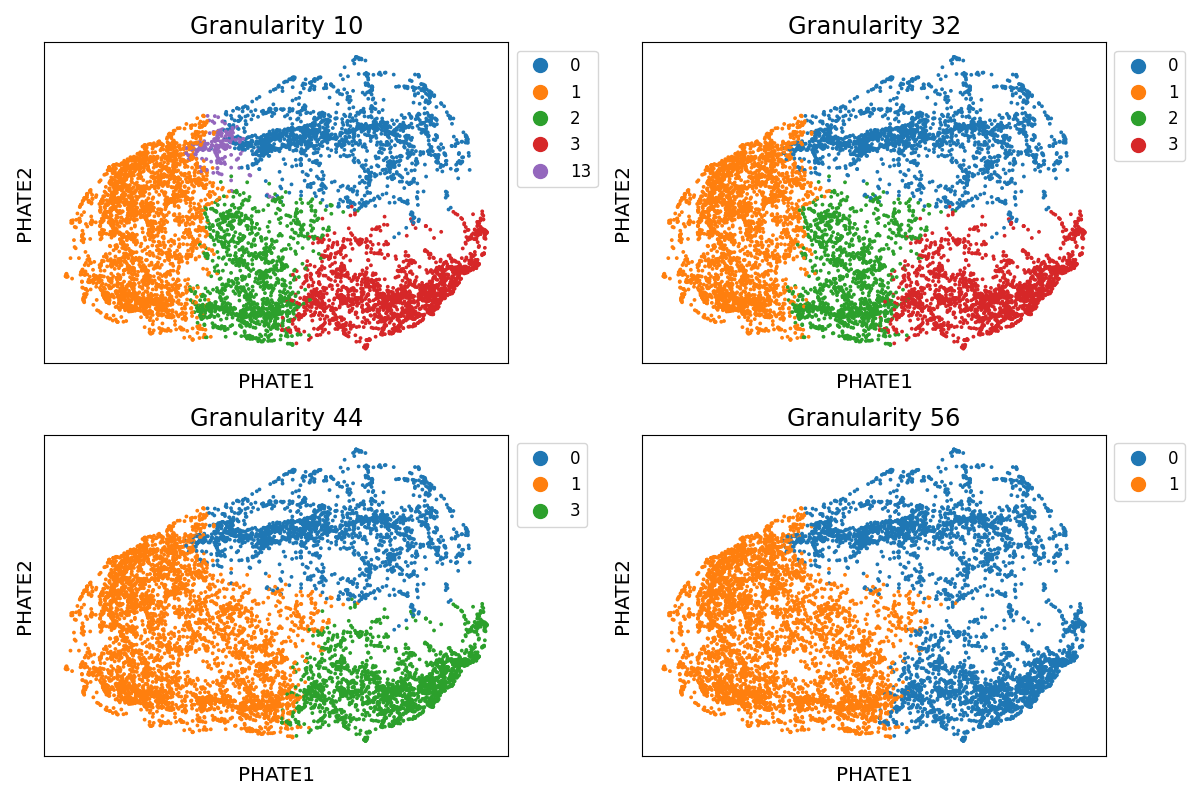 Granularity 10
PHATE2
PHATE1
0
1
2
3
13
Granularity 32
PHATE2
PHATE1
0
1
2
3
Granularity 44
PHATE2
PHATE1
0
1
3
Granularity 56
PHATE2
PHATE1
0
1